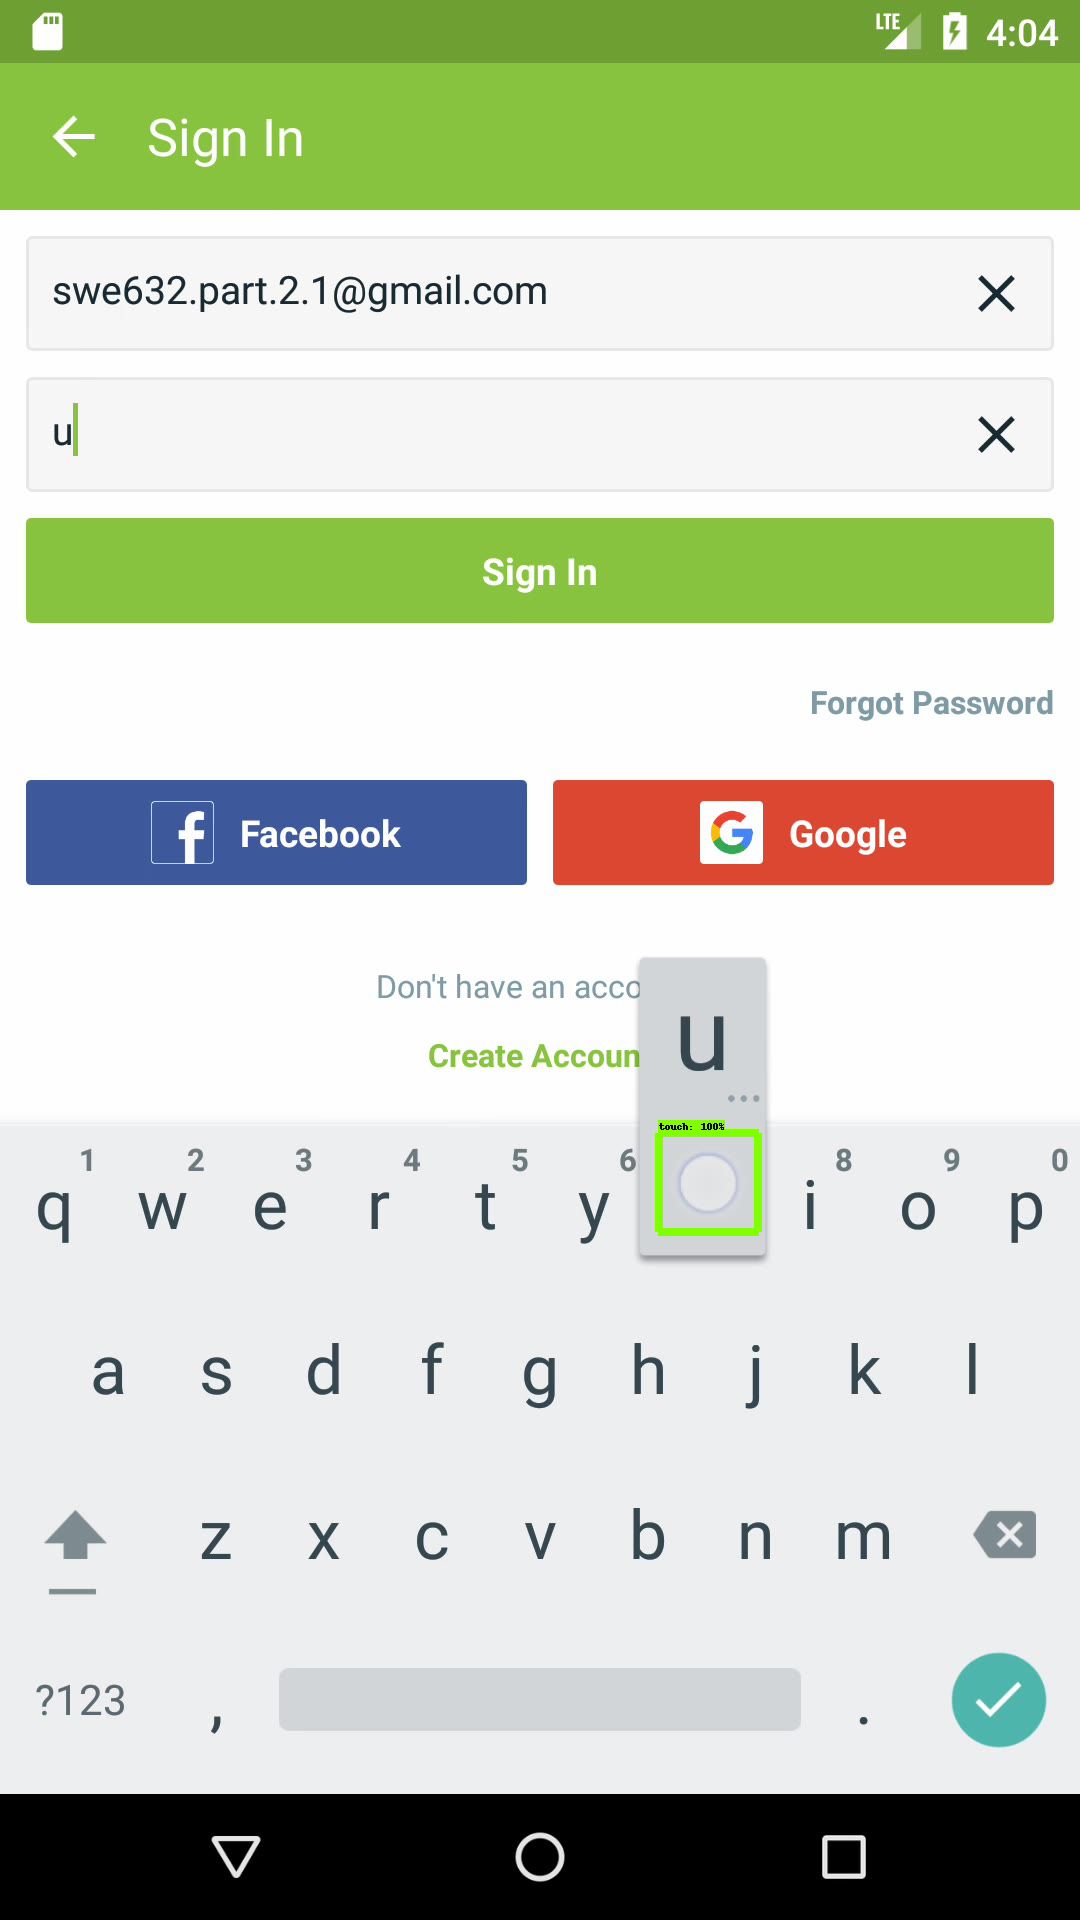 LTE 4:04
Sign In
swe632.part.2.1@gmail.com
u
Sign In
Forgot Password
Facebook
G Google
Don't have an acco
Create Accoun
u
...
touch: 100%
1 2 3 4 5 6 8 9 0
q w e r t y i o p
a s d f g h j k l
z x c v b n m
?123 , .